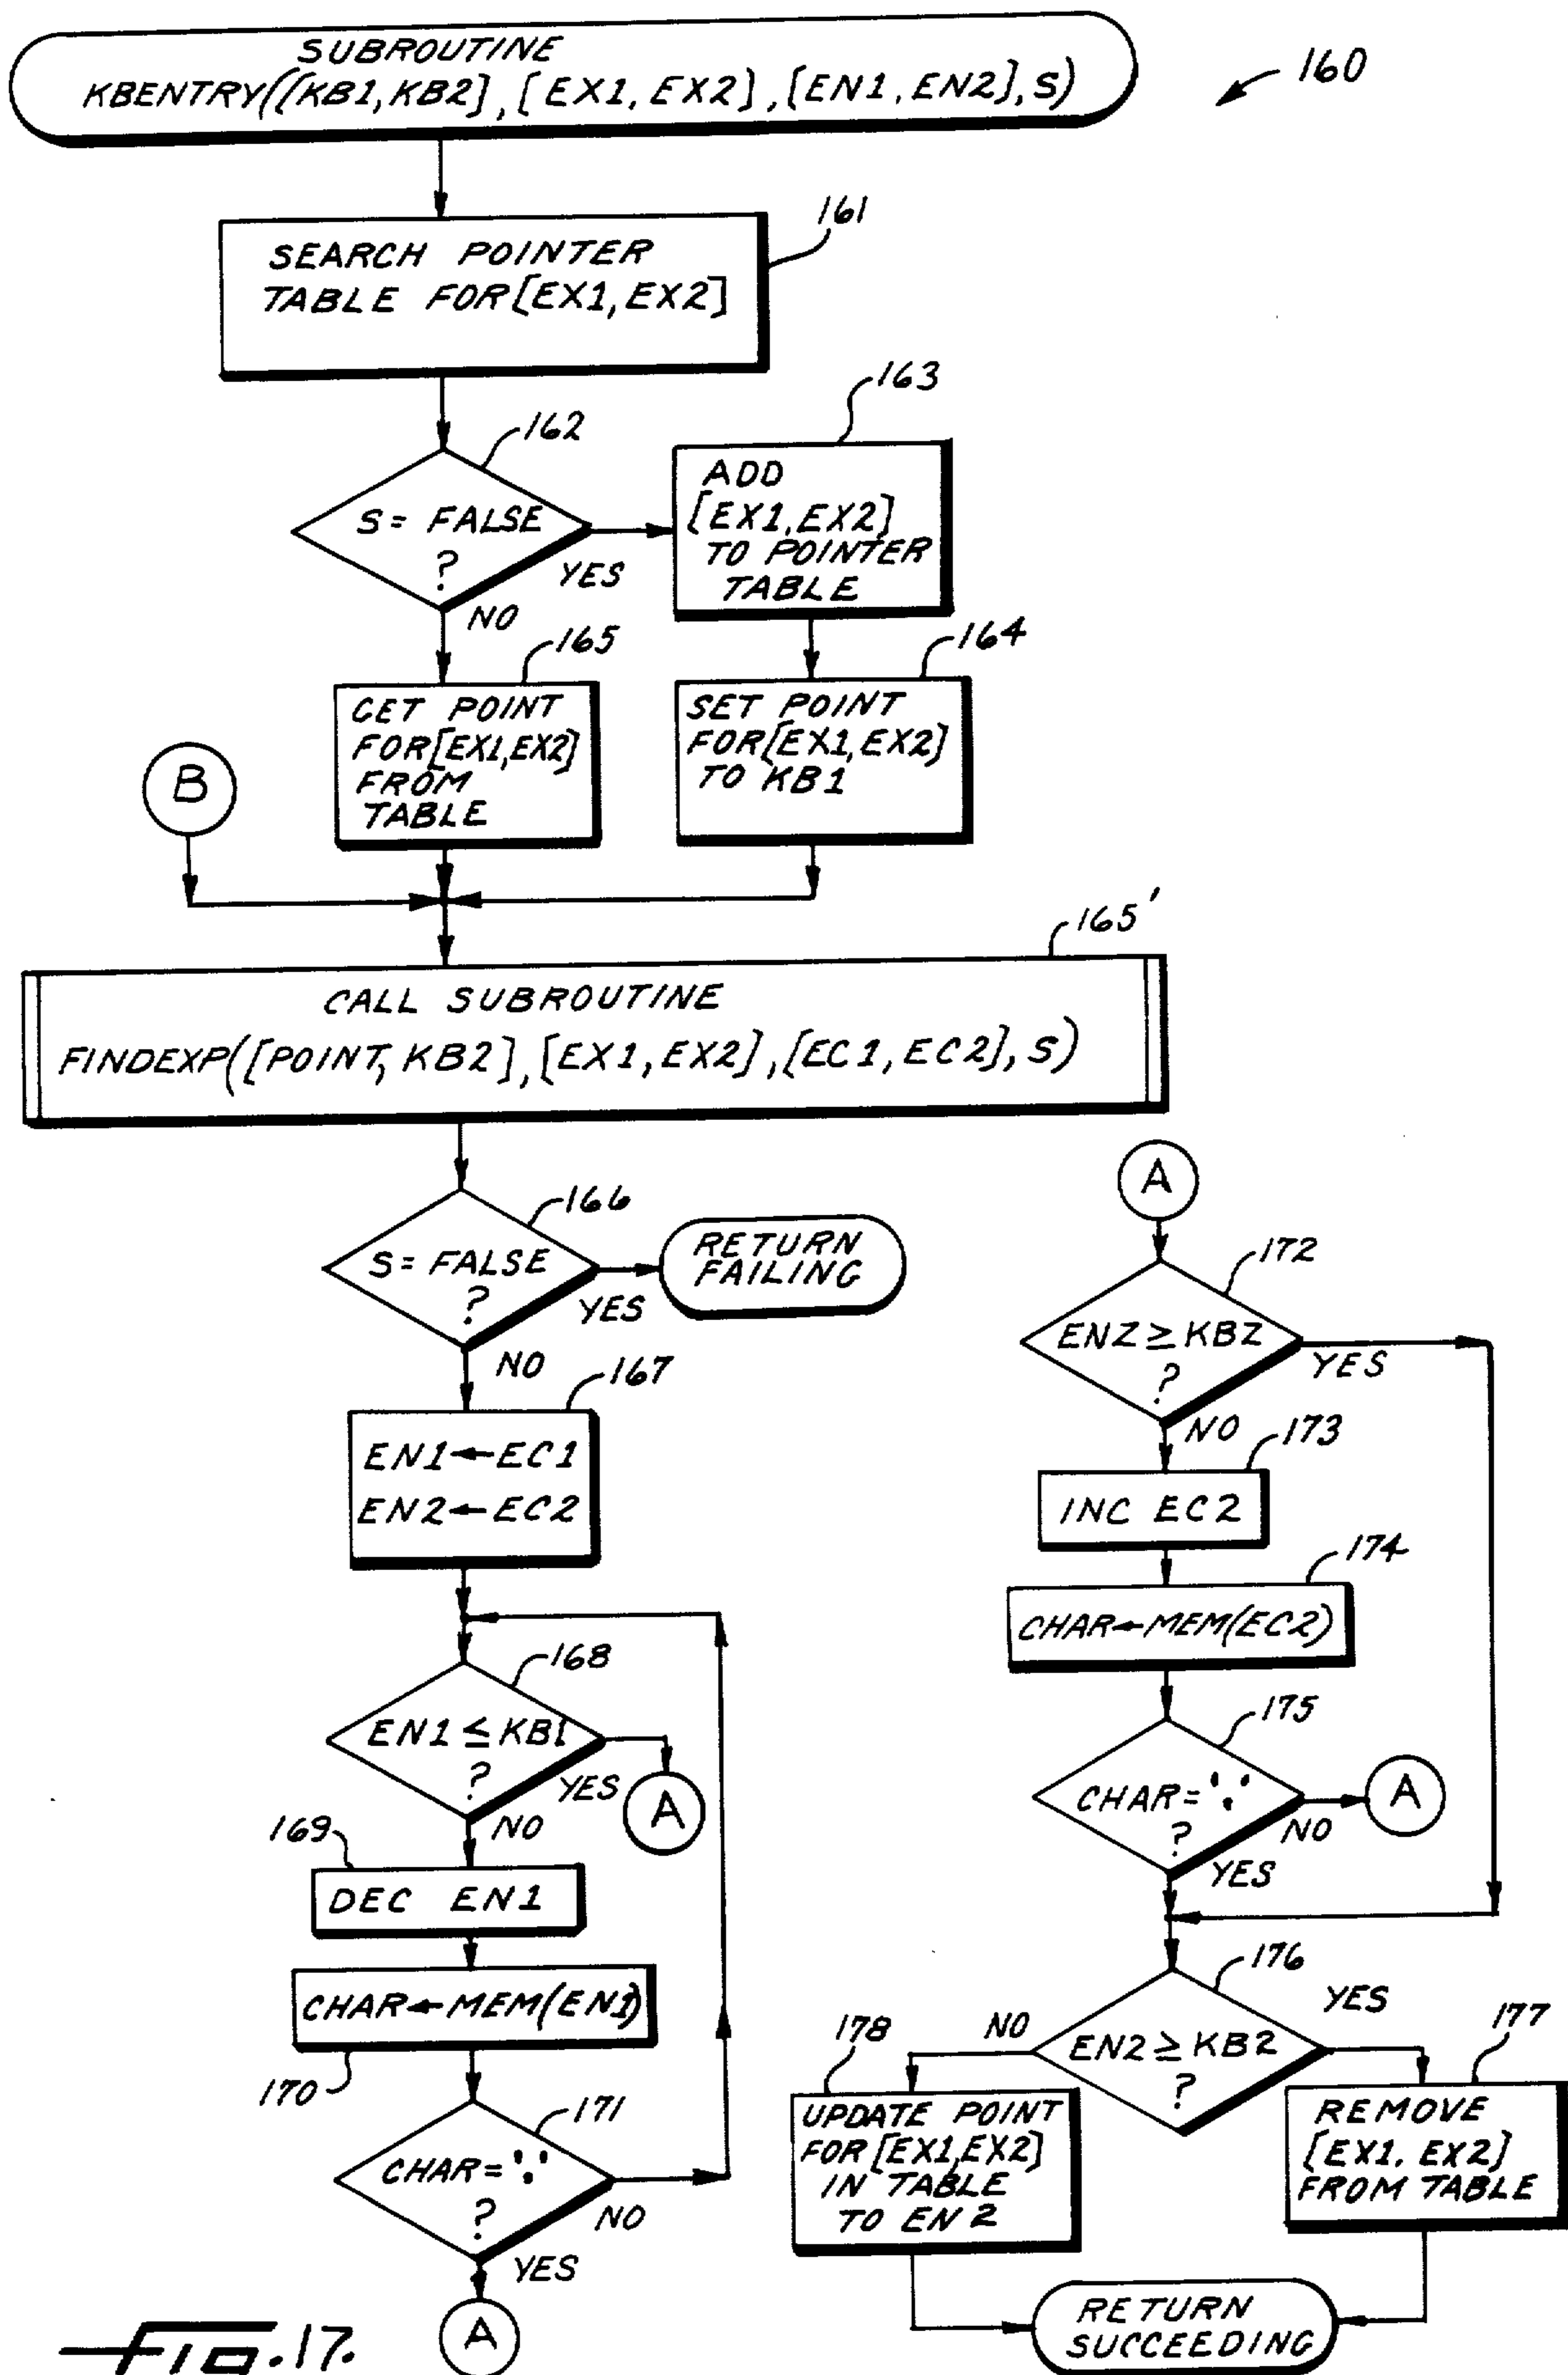 SUBROUTINE
KBENTRY([KB1, KB2], [EX1, EX2], [EN1, EN2], S)
160
161
SEARCH POINTER
TABLE FOR [EX1, EX2]
162
S = FALSE
?
YES
NO
163
ADD
[EX1, EX2]
TO POINTER
TABLE
165
GET POINT
FOR [EX1, EX2]
FROM
TABLE
164
SET POINT
FOR [EX1, EX2]
TO KB1
B
165'
CALL SUBROUTINE
FINDEXP([POINT, KB2], [EX1, EX2], [EC1, EC2], S)
166
S = FALSE
?
YES
NO
RETURN
FAILING
167
EN1 ← EC1
EN2 ← EC2
168
EN1 ≤ KB1
?
YES
NO
A
169
DEC EN1
CHAR ← MEM(EN1)
170
171
CHAR = '.'
?
NO
YES
A
A
172
ENZ ≥ KBZ
?
YES
NO
173
INC EC2
174
CHAR ← MEM(EC2)
175
CHAR = '.'
?
NO
YES
A
176
EN2 ≥ KB2
?
NO
YES
178
UPDATE POINT
FOR [EX1, EX2]
IN TABLE
TO EN2
177
REMOVE
[EX1. EX2]
FROM TABLE
RETURN
SUCCEEDING
FIG. 17.